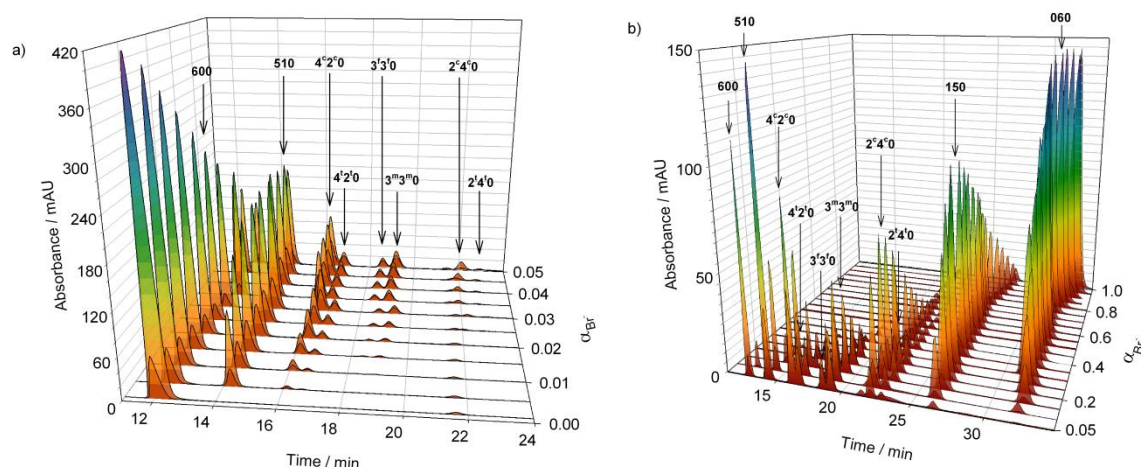 a)
420
360
300
240
180
120
60
0
Absorbance / mAU
600
510
4ᶜ2ᶜ0
3ᶠ3ᶠ0
2ᶜ4ᶜ0
4ᵗ2ᵗ0
3ᵐ3ᵐ0
2ᵗ4ᵗ0
0.05
0.04
0.03
0.02
0.01
0.00
αBr⁻
12
14
16
18
20
22
24
Time / min
b)
150
100
50
0
Absorbance / mAU
510
600
4ᶜ2ᶜ0
4ᵗ2ᵗ0
3ᶠ3ᶠ0
3ᵐ3ᵐ0
2ᶜ4ᶜ0
2ᵗ4ᵗ0
150
060
1.0
0.8
0.6
0.4
0.2
0.05
αBr⁻
15
20
25
30
Time / min